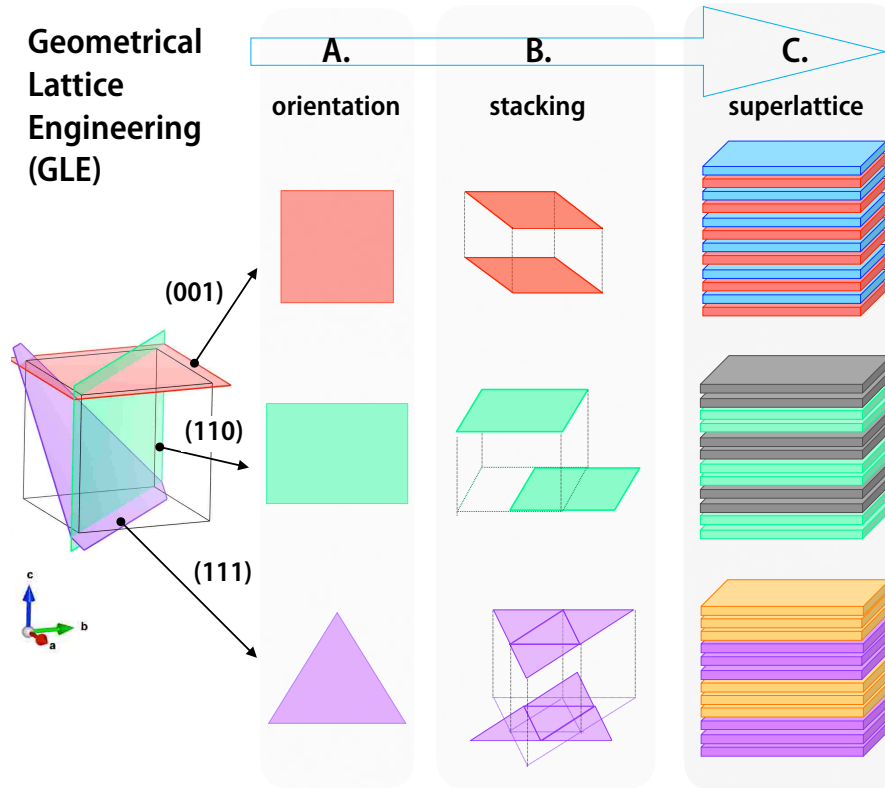 Geometrical
Lattice
Engineering
(GLE)
A.
B.
C.
orientation
stacking
superlattice
(001)
(110)
(111)
c
b
a